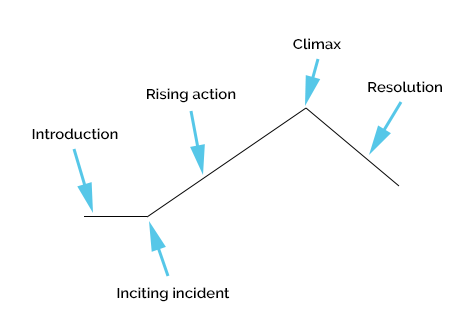 Climax
Resolution
Rising action
Introduction
Inciting incident